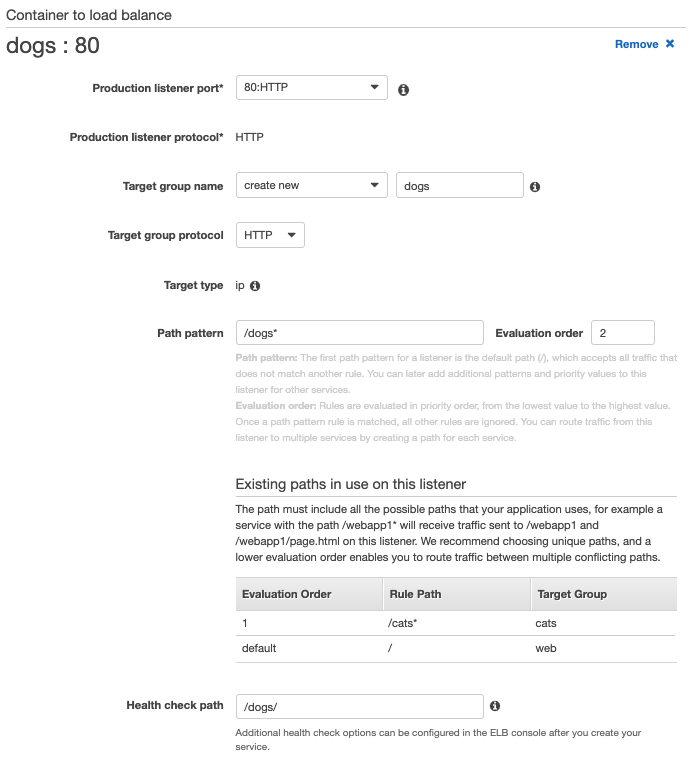 Container to load balance
dogs : 80
Remove ✕
Production listener port* 80:HTTP
Production listener protocol* HTTP
Target group name create new dogs
Target group protocol HTTP
Target type ip
Path pattern /dogs* Evaluation order 2
Path pattern: The first path pattern for a listener is the default path (/), which accepts all traffic that
does not match another rule. You can later add additional patterns and priority values to this
listener for other services.
Evaluation order: Rules are evaluated in priority order, from the lowest value to the highest value.
Once a path pattern rule is matched, all other rules are ignored. You can route traffic from this
listener to multiple services by creating a path for each service.
Existing paths in use on this listener
The path must include all the possible paths that your application uses, for example a
service with the path /webapp1* will receive traffic sent to /webapp1 and
/webapp1/page.html on this listener. We recommend choosing unique paths, and a
lower evaluation order enables you to route traffic between multiple conflicting paths.
Evaluation Order Rule Path Target Group
1 /cats* cats
default / web
Health check path /dogs/
Additional health check options can be configured in the ELB console after you create your
service.